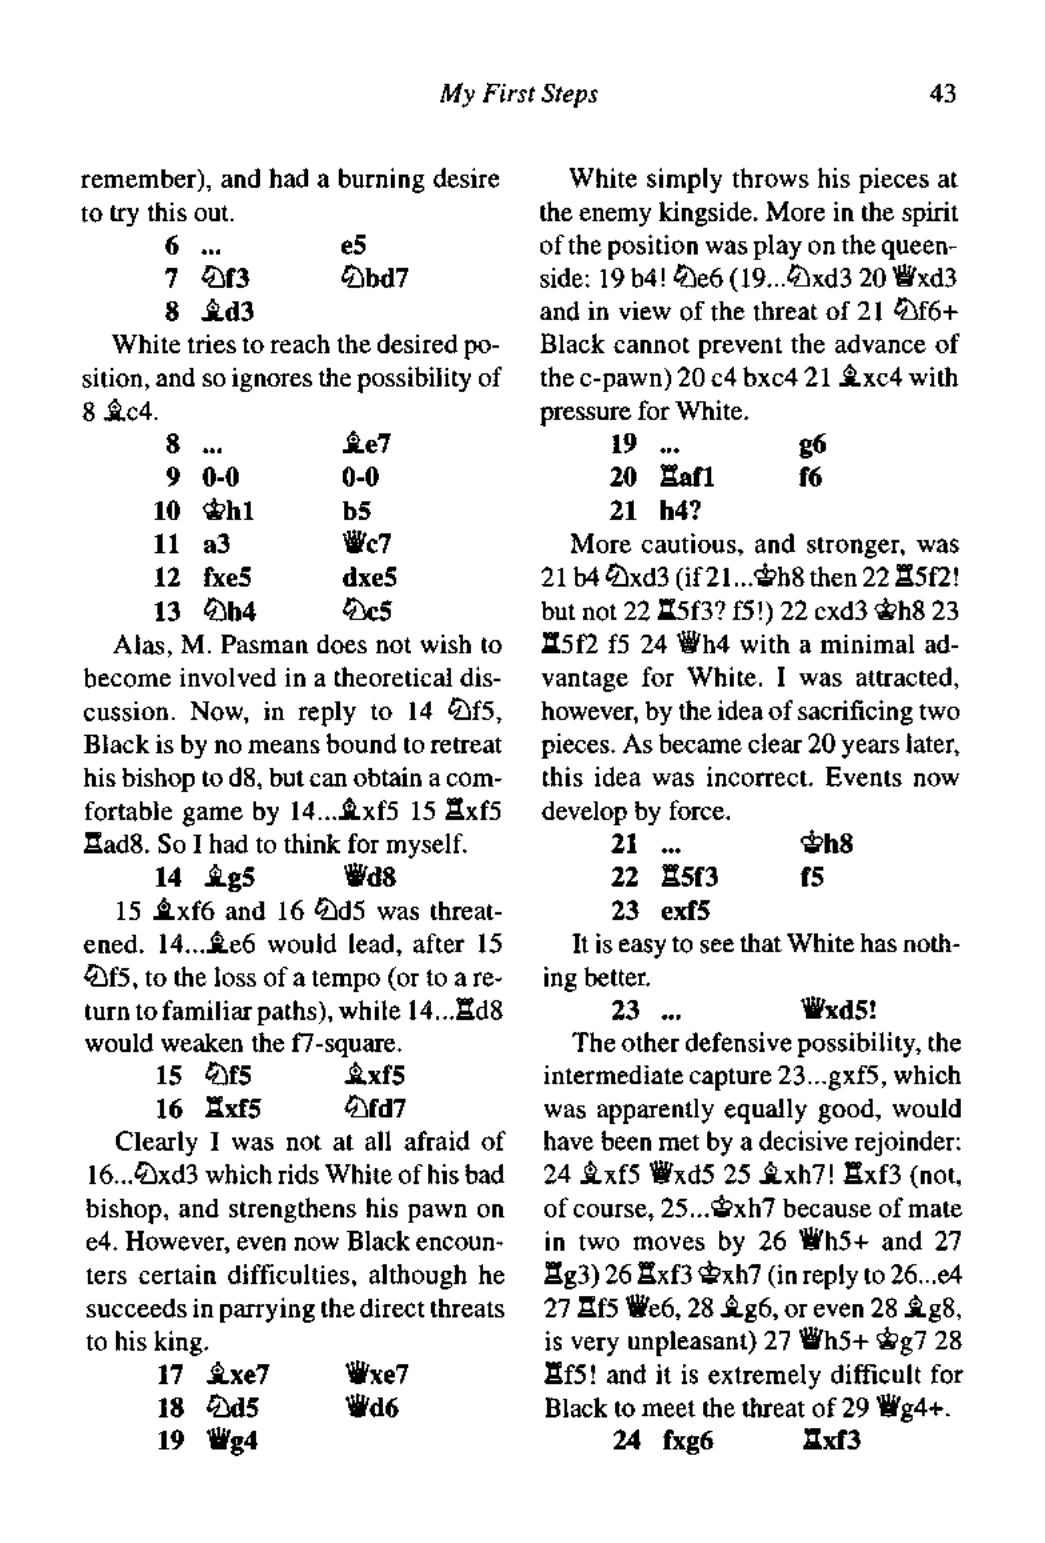 My First Steps 43
remember), and had a burning desire
to try this out.
6 ... e5
7 ♘f3 ♘bd7
8 ♗d3
White tries to reach the desired po-
sition, and so ignores the possibility of
8 ♗c4.
8 ... ♗e7
9 0-0 0-0
10 ♔h1 b5
11 a3 ♕c7
12 fxe5 dxe5
13 ♘h4 ♘c5
Alas, M. Pasman does not wish to
become involved in a theoretical dis-
cussion. Now, in reply to 14 ♘f5,
Black is by no means bound to retreat
his bishop to d8, but can obtain a com-
fortable game by 14...♗xf5 15 ♖xf5
♖ad8. So I had to think for myself.
14 ♗g5 ♕d8
15 ♗xf6 and 16 ♘d5 was threat-
ened. 14...♗e6 would lead, after 15
♘f5, to the loss of a tempo (or to a re-
turn to familiar paths), while 14...♖d8
would weaken the f7-square.
15 ♘f5 ♗xf5
16 ♖xf5 ♘fd7
Clearly I was not at all afraid of
16...♘xd3 which rids White of his bad
bishop, and strengthens his pawn on
e4. However, even now Black encoun-
ters certain difficulties, although he
succeeds in parrying the direct threats
to his king.
17 ♗xe7 ♕xe7
18 ♘d5 ♕d6
19 ♕g4
White simply throws his pieces at
the enemy kingside. More in the spirit
of the position was play on the queen-
side: 19 b4! ♘e6 (19...♘xd3 20 ♕xd3
and in view of the threat of 21 ♘f6+
Black cannot prevent the advance of
the c-pawn) 20 c4 bxc4 21 ♗xc4 with
pressure for White.
19 ... g6
20 ♖af1 f6
21 h4?
More cautious, and stronger, was
21 b4 ♘xd3 (if 21...♔h8 then 22 ♖5f2!
but not 22 ♖5f3? f5!) 22 cxd3 ♔h8 23
♖5f2 f5 24 ♕h4 with a minimal ad-
vantage for White. I was attracted,
however, by the idea of sacrificing two
pieces. As became clear 20 years later,
this idea was incorrect. Events now
develop by force.
21 ... ♔h8
22 ♖5f3 f5
23 exf5
It is easy to see that White has noth-
ing better.
23 ... ♕xd5!
The other defensive possibility, the
intermediate capture 23...gxf5, which
was apparently equally good, would
have been met by a decisive rejoinder:
24 ♗xf5 ♕xd5 25 ♗xh7! ♖xf3 (not,
of course, 25...♔xh7 because of mate
in two moves by 26 ♕h5+ and 27
♖g3) 26 ♖xf3 ♔xh7 (in reply to 26...e4
27 ♖f5 ♕e6, 28 ♗g6, or even 28 ♗g8,
is very unpleasant) 27 ♕h5+ ♔g7 28
♖f5! and it is extremely difficult for
Black to meet the threat of 29 ♕g4+.
24 fxg6 ♖xf3